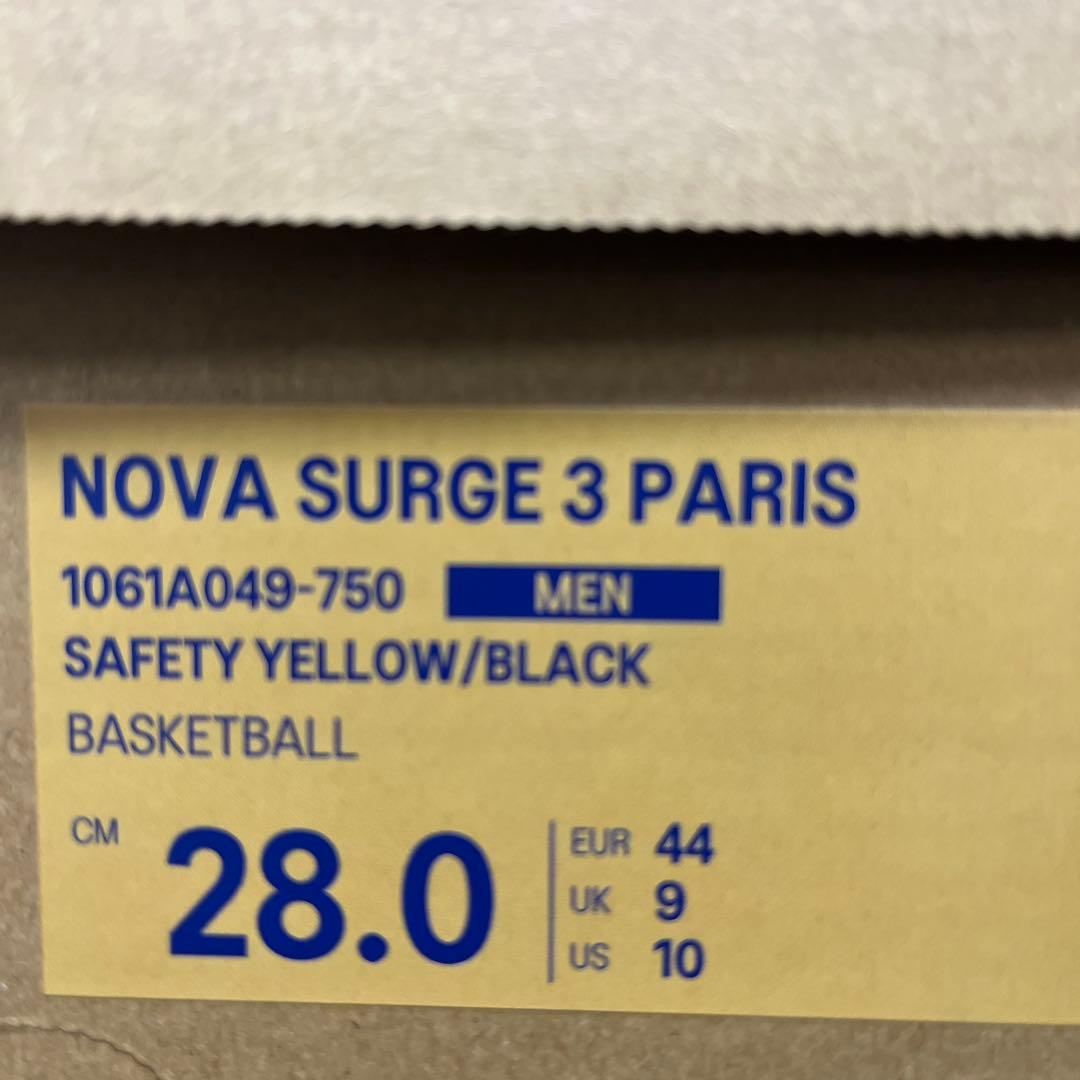 NOVA SURGE 3 PARIS
1061A049-750 MEN
SAFETY YELLOW/BLACK
BASKETBALL
CM 28.0
EUR 44
UK 9
US 10